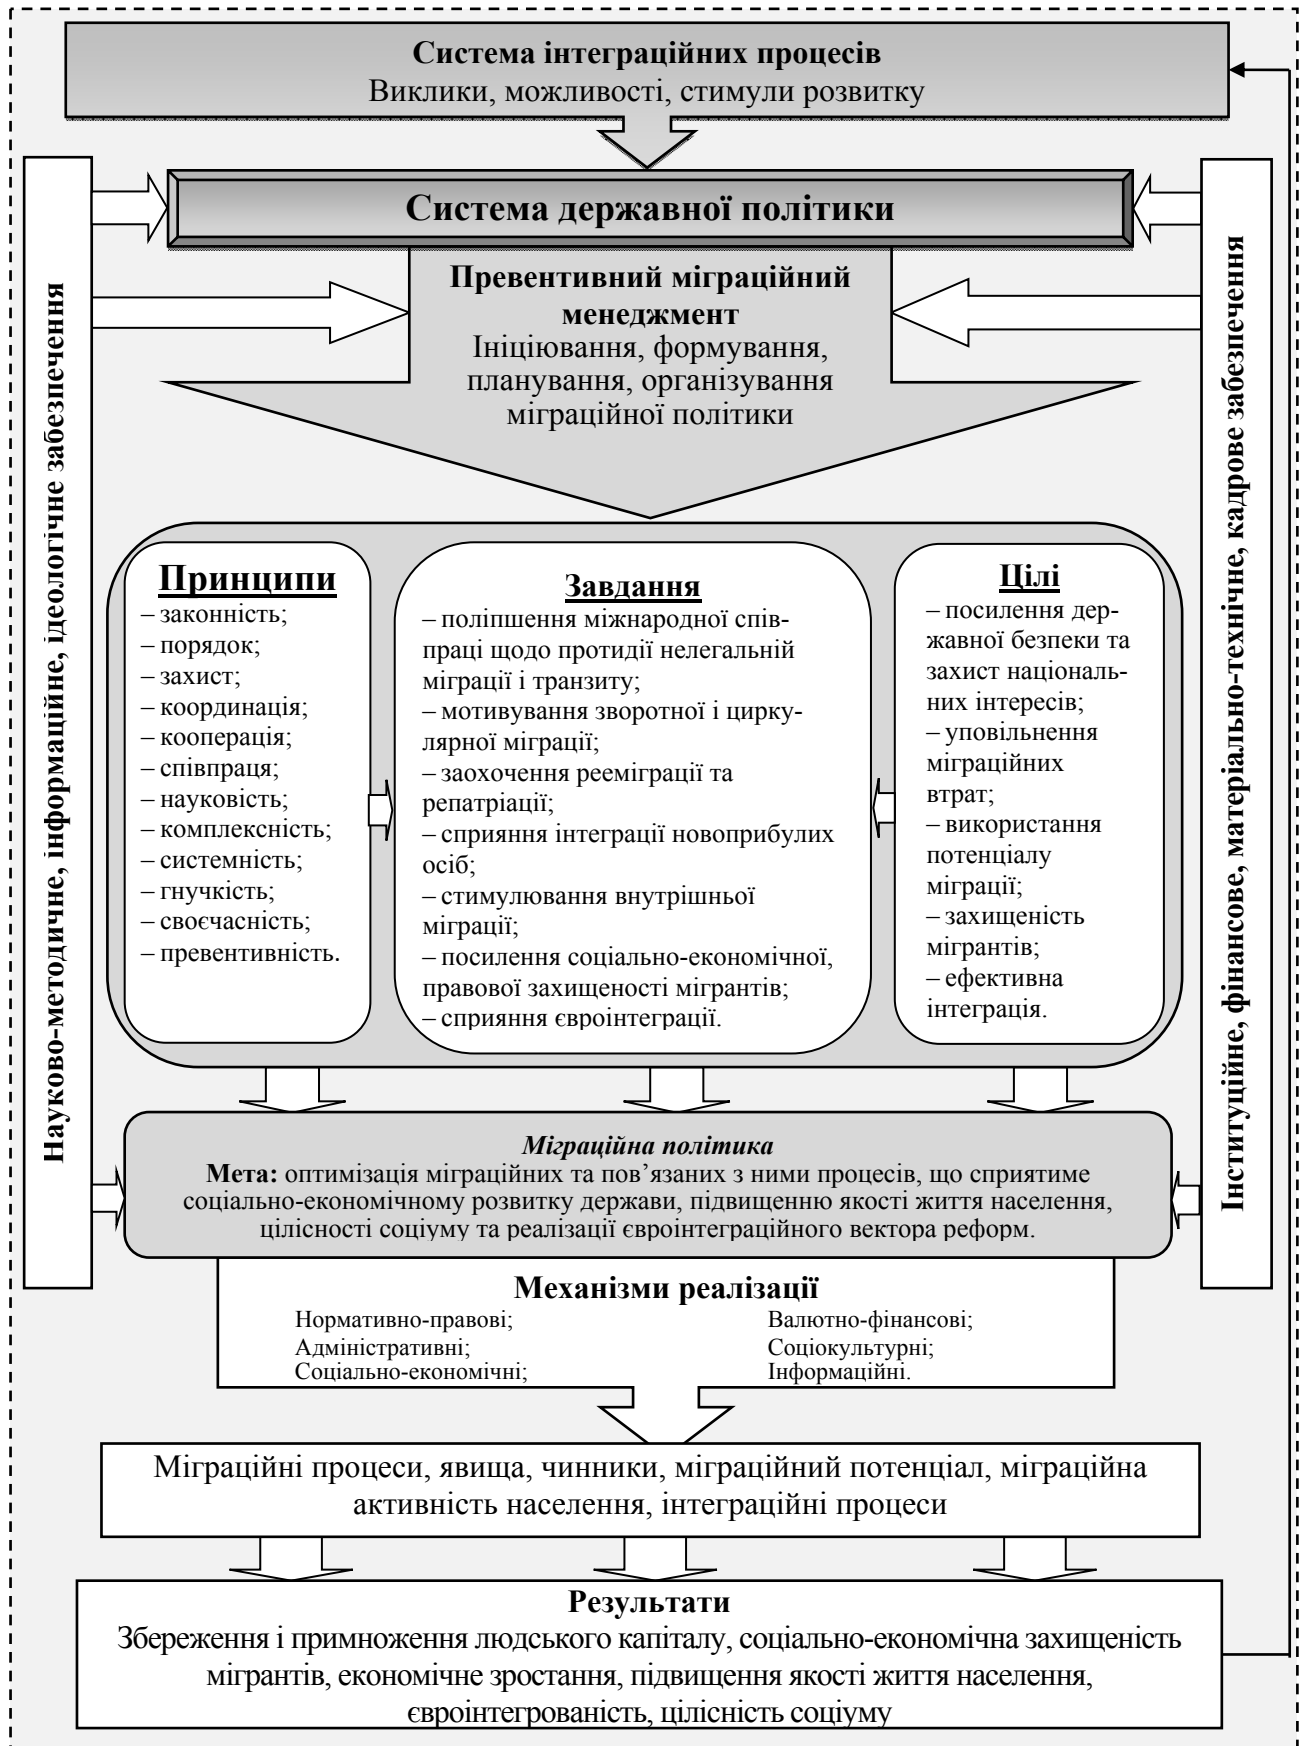 Система інтеграційних процесів
Виклики, можливості, стимули розвитку
Система державної політики
Превентивний міграційний
менеджмент
Ініціювання, формування,
планування, організування
міграційної політики
Науково-методичне, інформаційне, ідеологічне забезпечення
Інституційне, фінансове, матеріально-технічне, кадрове забезпечення
Принципи
– законність;
– порядок;
– захист;
– координація;
– кооперація;
– співпраця;
– науковість;
– комплексність;
– системність;
– гнучкість;
– своєчасність;
– превентивність.
Завдання
– поліпшення міжнародної спів-
праці щодо протидії нелегальній
міграції і транзиту;
– мотивування зворотної і цирку-
лярної міграції;
– заохочення рееміграції та
репатріації;
– сприяння інтеграції новоприбулих
осіб;
– стимулювання внутрішньої
міграції;
– посилення соціально-економічної,
правової захищеності мігрантів;
– сприяння євроінтеграції.
Цілі
– посилення дер-
жавної безпеки та
захист національ-
них інтересів;
– уповільнення
міграційних
втрат;
– використання
потенціалу
міграції;
– захищеність
мігрантів;
– ефективна
інтеграція.
Міграційна політика
Мета: оптимізація міграційних та пов’язаних з ними процесів, що сприятиме
соціально-економічному розвитку держави, підвищенню якості життя населення,
цілісності соціуму та реалізації євроінтеграційного вектора реформ.
Механізми реалізації
Нормативно-правові;
Адміністративні;
Соціально-економічні;
Валютно-фінансові;
Соціокультурні;
Інформаційні.
Міграційні процеси, явища, чинники, міграційний потенціал, міграційна
активність населення, інтеграційні процеси
Результати
Збереження і примноження людського капіталу, соціально-економічна захищеність
мігрантів, економічне зростання, підвищення якості життя населення,
євроінтегрованість, цілісність соціуму